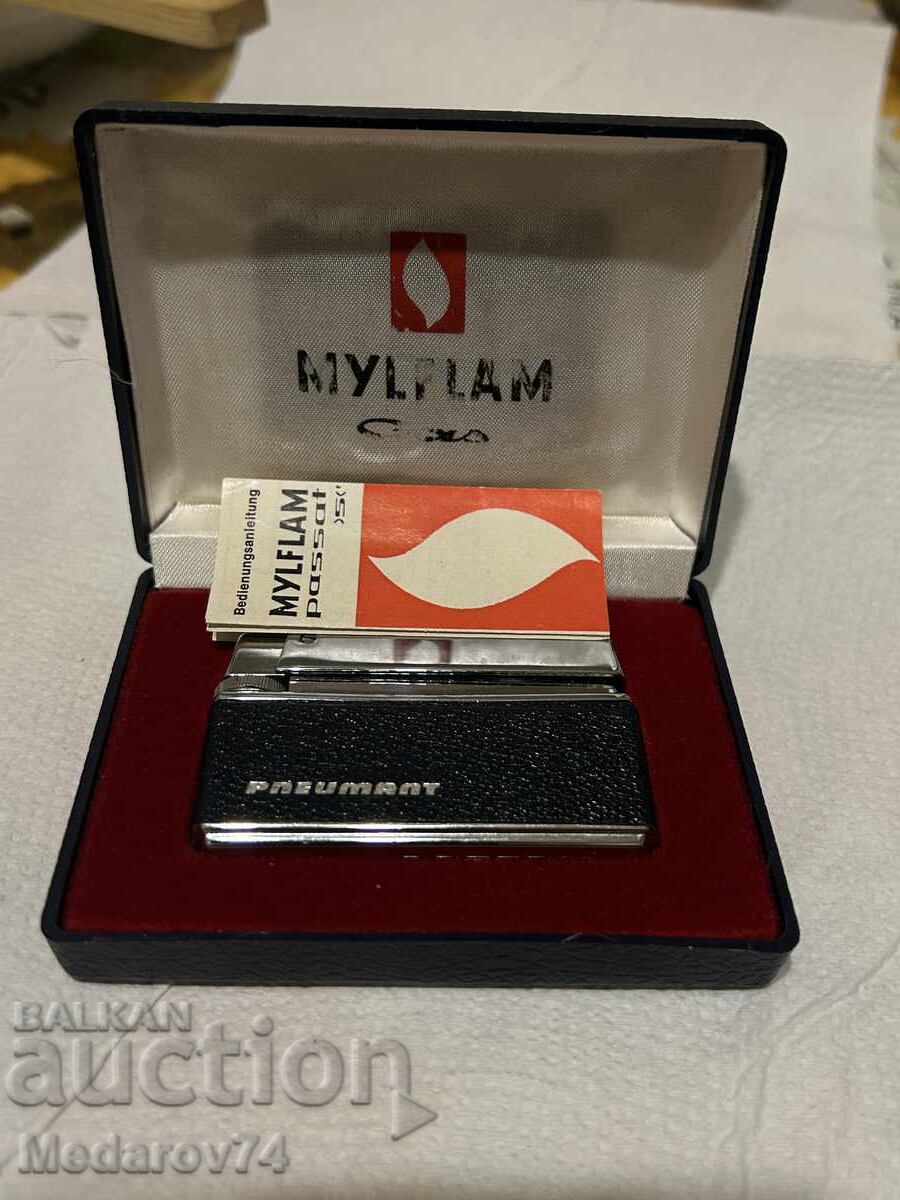 MYLFLAM
Bedienungsanleitung
MYLFLAM
passat
PNEUMANT
BALKAN
auction
Medarov74